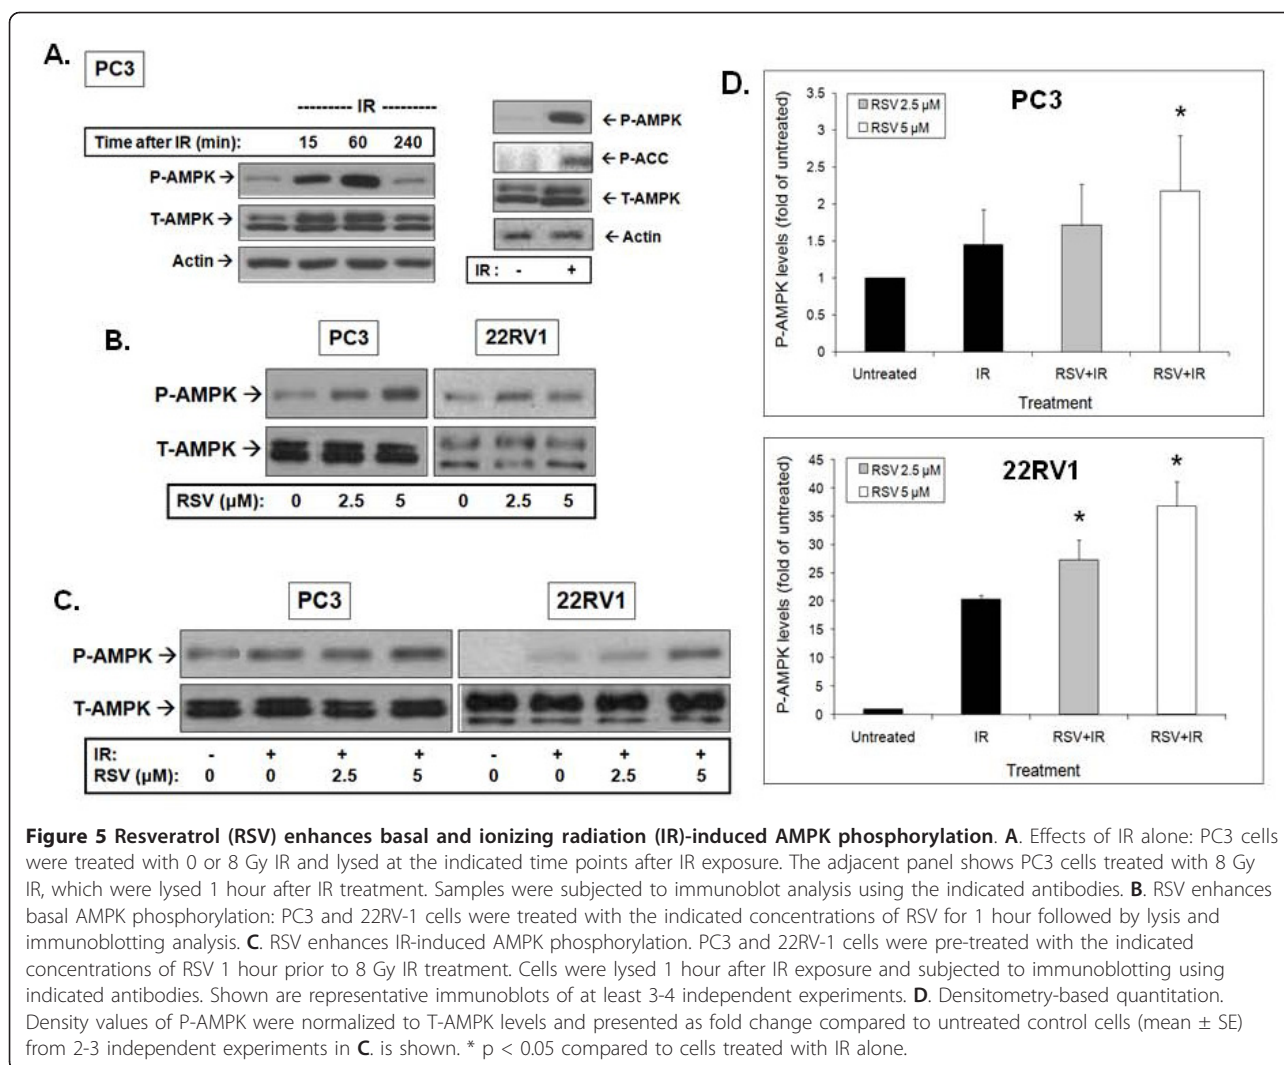 A.
PC3
--------- IR ---------
Time after IR (min): 15 60 240
P-AMPK →
T-AMPK →
Actin →
← P-AMPK
← P-ACC
← T-AMPK
← Actin
IR : - +
B.
PC3 22RV1
P-AMPK →
T-AMPK →
RSV (µM): 0 2.5 5 0 2.5 5
C.
PC3 22RV1
P-AMPK →
T-AMPK →
IR: - + + + - + + +
RSV (µM): 0 0 2.5 5 0 0 2.5 5
D.
PC3
RSV 2.5 µM
RSV 5 µM
P-AMPK levels (fold of untreated)
3.5
3
2.5
2
1.5
1
0.5
0
*
Untreated IR RSV+IR RSV+IR
Treatment
22RV1
RSV 2.5 µM
RSV 5 µM
P-AMPK levels (fold of untreated)
45
40
35
30
25
20
15
10
5
0
* *
Untreated IR RSV+IR RSV+IR
Treatment
Figure 5 Resveratrol (RSV) enhances basal and ionizing radiation (IR)-induced AMPK phosphorylation. A. Effects of IR alone: PC3 cells
were treated with 0 or 8 Gy IR and lysed at the indicated time points after IR exposure. The adjacent panel shows PC3 cells treated with 8 Gy
IR, which were lysed 1 hour after IR treatment. Samples were subjected to immunoblot analysis using the indicated antibodies. B. RSV enhances
basal AMPK phosphorylation: PC3 and 22RV-1 cells were treated with the indicated concentrations of RSV for 1 hour followed by lysis and
immunoblotting analysis. C. RSV enhances IR-induced AMPK phosphorylation. PC3 and 22RV-1 cells were pre-treated with the indicated
concentrations of RSV 1 hour prior to 8 Gy IR treatment. Cells were lysed 1 hour after IR exposure and subjected to immunoblotting using
indicated antibodies. Shown are representative immunoblots of at least 3-4 independent experiments. D. Densitometry-based quantitation.
Density values of P-AMPK were normalized to T-AMPK levels and presented as fold change compared to untreated control cells (mean ± SE)
from 2-3 independent experiments in C. is shown. * p < 0.05 compared to cells treated with IR alone.